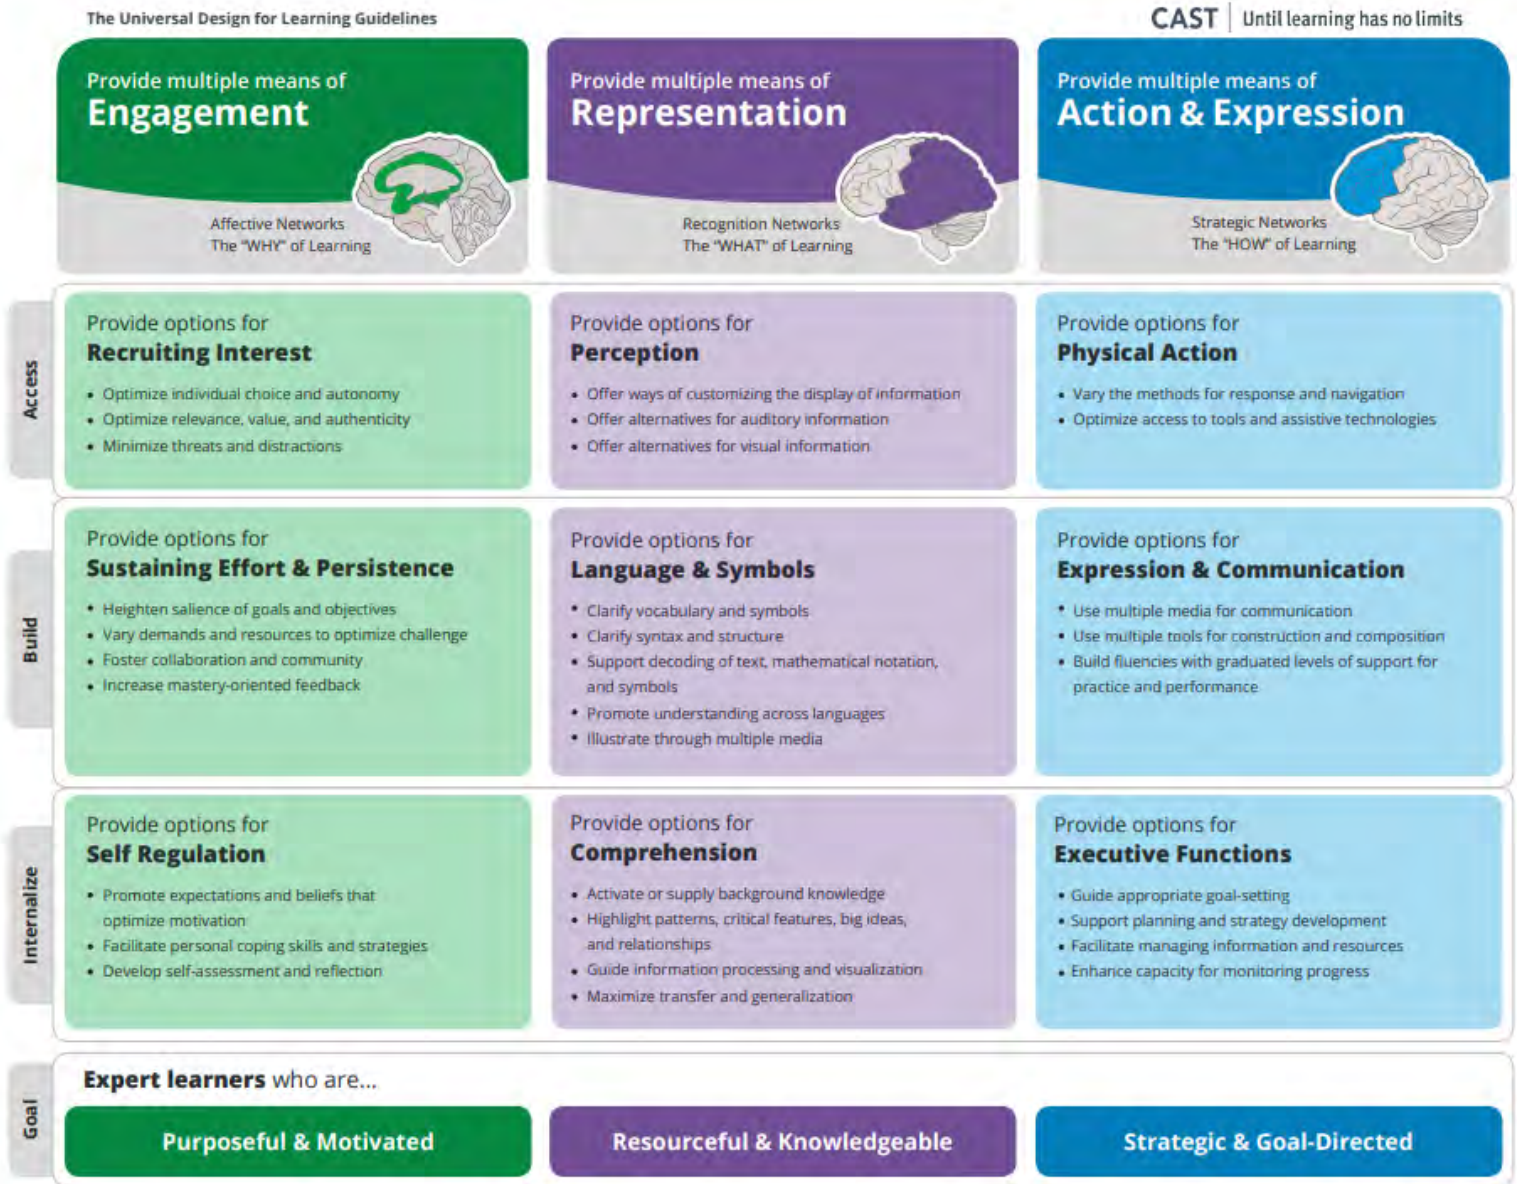 The Universal Design for Learning Guidelines
CAST | Until learning has no limits
Provide multiple means of
Engagement
Affective Networks
The "WHY" of Learning
Provide multiple means of
Representation
Recognition Networks
The "WHAT" of Learning
Provide multiple means of
Action & Expression
Strategic Networks
The "HOW" of Learning
Access
Provide options for
Recruiting Interest
• Optimize individual choice and autonomy
• Optimize relevance, value, and authenticity
• Minimize threats and distractions
Provide options for
Perception
• Offer ways of customizing the display of information
• Offer alternatives for auditory information
• Offer alternatives for visual information
Provide options for
Physical Action
• Vary the methods for response and navigation
• Optimize access to tools and assistive technologies
Build
Provide options for
Sustaining Effort & Persistence
• Heighten salience of goals and objectives
• Vary demands and resources to optimize challenge
• Foster collaboration and community
• Increase mastery-oriented feedback
Provide options for
Language & Symbols
• Clarify vocabulary and symbols
• Clarify syntax and structure
• Support decoding of text, mathematical notation,
and symbols
• Promote understanding across languages
• Illustrate through multiple media
Provide options for
Expression & Communication
• Use multiple media for communication
• Use multiple tools for construction and composition
• Build fluencies with graduated levels of support for
practice and performance
Internalize
Provide options for
Self Regulation
• Promote expectations and beliefs that
optimize motivation
• Facilitate personal coping skills and strategies
• Develop self-assessment and reflection
Provide options for
Comprehension
• Activate or supply background knowledge
• Highlight patterns, critical features, big ideas,
and relationships
• Guide information processing and visualization
• Maximize transfer and generalization
Provide options for
Executive Functions
• Guide appropriate goal-setting
• Support planning and strategy development
• Facilitate managing information and resources
• Enhance capacity for monitoring progress
Goal
Expert learners who are...
Purposeful & Motivated
Resourceful & Knowledgeable
Strategic & Goal-Directed